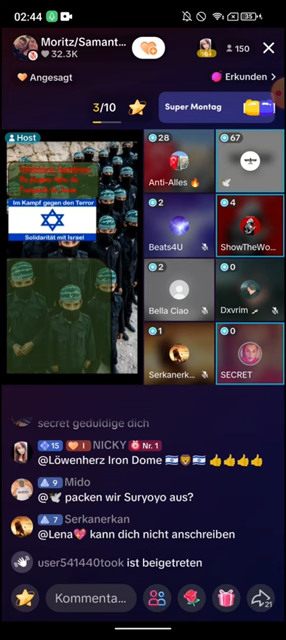 02:44
35
Moritz/Samant...
32.3K
150
Angesagt
Erkunden >
3/10
Super Montag
Host
Im Kampf gegen den Terror
Solidarität mit Israel
28
Anti-Alles
67
2
Beats4U
4
ShowTheWo...
2
Bella Ciao
0
Dxvrim
1
Serkanerk...
0
SECRET
secret geduldige dich
15 I NICKY Nr. 1
@Löwenherz Iron Dome 🇮🇱🦁🇮🇱👍👍👍👍
9 Mido
@🕊 packen wir Suryoyo aus?
7 Serkanerkan
@Lena💖 kann dich nicht anschreiben
user541440took ist beigetreten
Kommenta...
21